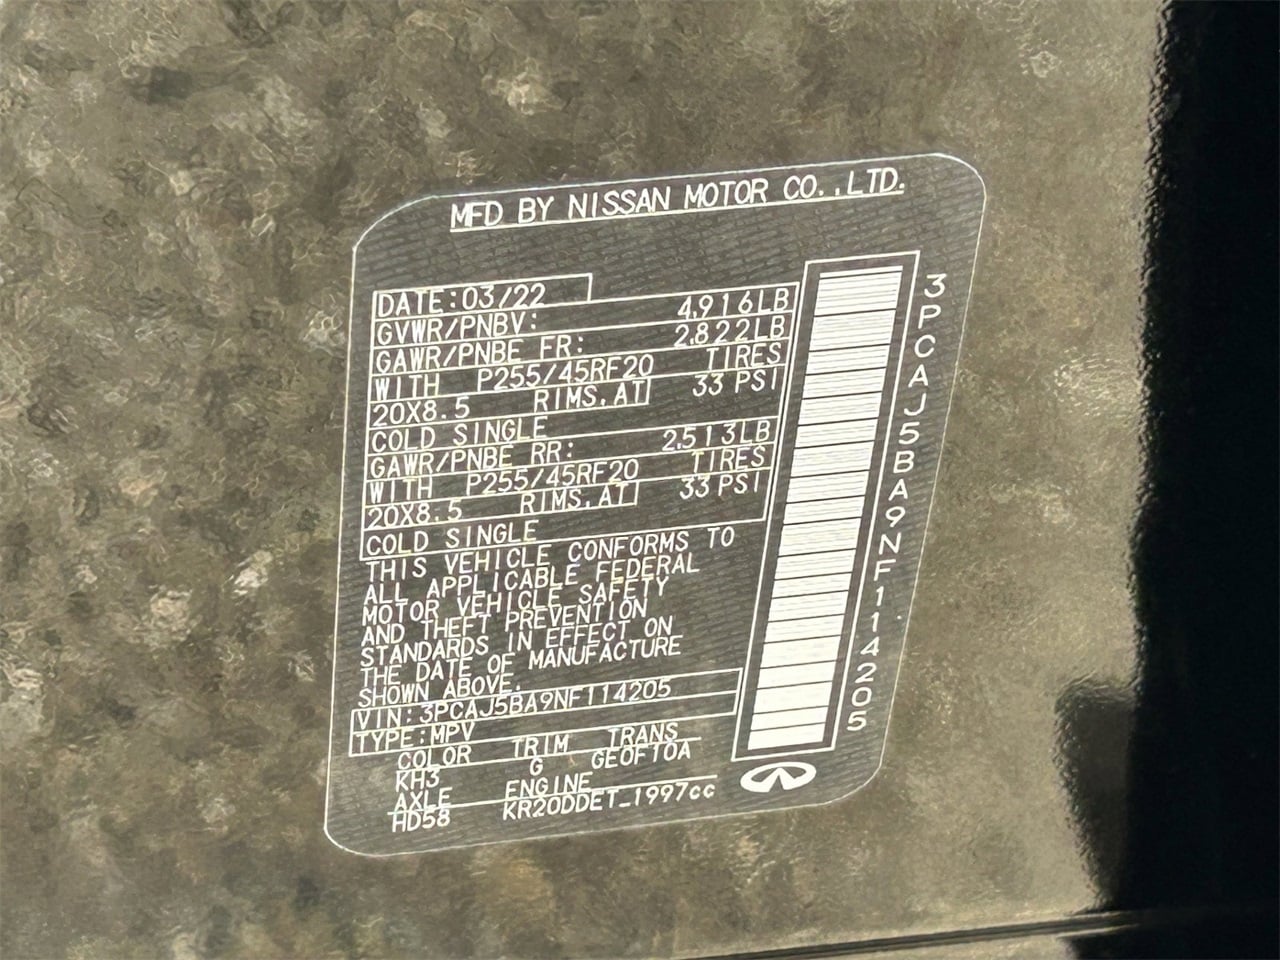 MFD BY NISSAN MOTOR CO.,LTD.
DATE:03/22
GVWR/PNBV: 4,916LB
GAWR/PNBE FR: 2,822LB
WITH P255/45RF20 TIRES
20X8.5 RIMS,AT 33 PSI
COLD SINGLE
GAWR/PNBE RR: 2,513LB
WITH P255/45RF20 TIRES
20X8.5 RIMS,AT 33 PSI
COLD SINGLE
THIS VEHICLE CONFORMS TO
ALL APPLICABLE FEDERAL
MOTOR VEHICLE SAFETY
AND THEFT PREVENTION
STANDARDS IN EFFECT ON
THE DATE OF MANUFACTURE
SHOWN ABOVE.
VIN:3PCAJ5BA9NF114205
TYPE:MPV
COLOR TRIM TRANS
KH3 G GE0F10A
AXLE ENGINE
HD58 KR20DDET_1997cc
3PCAJ5BA9NF114205